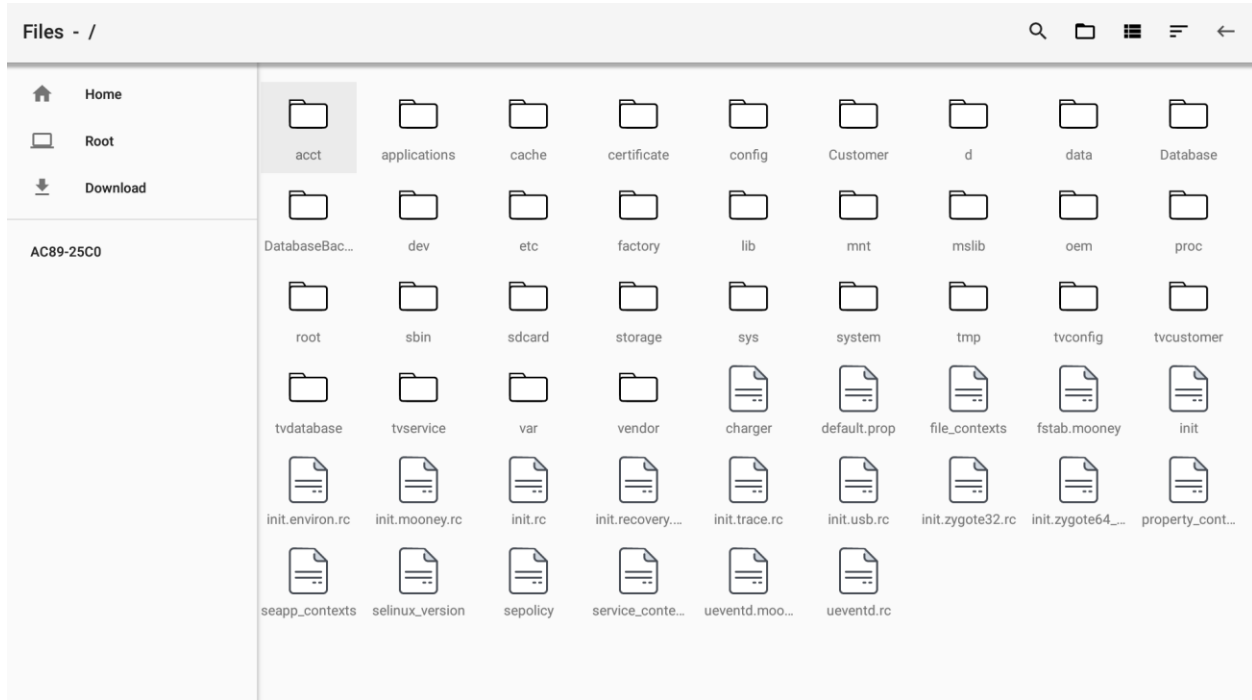 Files - /
Home
Root
Download
AC89-25C0
acct applications cache certificate config Customer d data Database
DatabaseBac... dev etc factory lib mnt mslib oem proc
root sbin sdcard storage sys system tmp tvconfig tvcustomer
tvdatabase tvservice var vendor charger default.prop file_contexts fstab.mooney init
init.environ.rc init.mooney.rc init.rc init.recovery.... init.trace.rc init.usb.rc init.zygote32.rc init.zygote64_... property_cont...
seapp_contexts selinux_version sepolicy service_conte... ueventd.moo... ueventd.rc